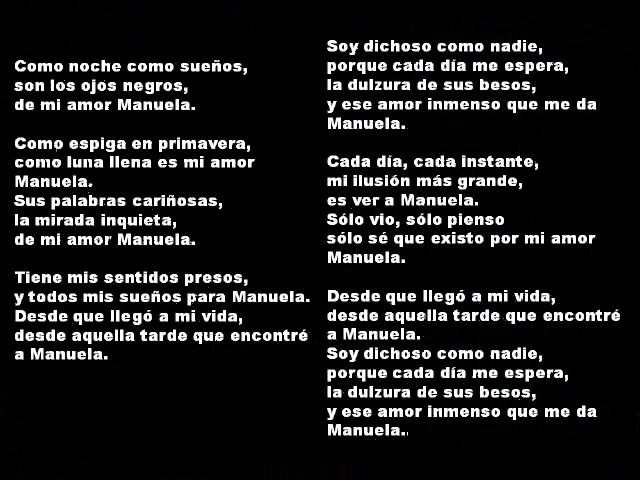 Como noche como sueños,
son los ojos negros,
de mi amor Manuela.
Como espiga en primavera,
como luna llena es mi amor
Manuela.
Sus palabras cariñosas,
la mirada inquieta,
de mi amor Manuela.
Tiene mis sentidos presos,
y todos mis sueños para Manuela.
Desde que llegó a mi vida,
desde aquella tarde que encontré
a Manuela.
Soy dichoso como nadie,
porque cada día me espera,
la dulzura de sus besos,
y ese amor inmenso que me da
Manuela.
Cada día, cada instante,
mi ilusión más grande,
es ver a Manuela.
Sólo vio, sólo pienso
sólo sé que existo por mi amor
Manuela.
Desde que llegó a mi vida,
desde aquella tarde que encontré
a Manuela.
Soy dichoso como nadie,
porque cada día me espera,
la dulzura de sus besos,
y ese amor inmenso que me da
Manuela.